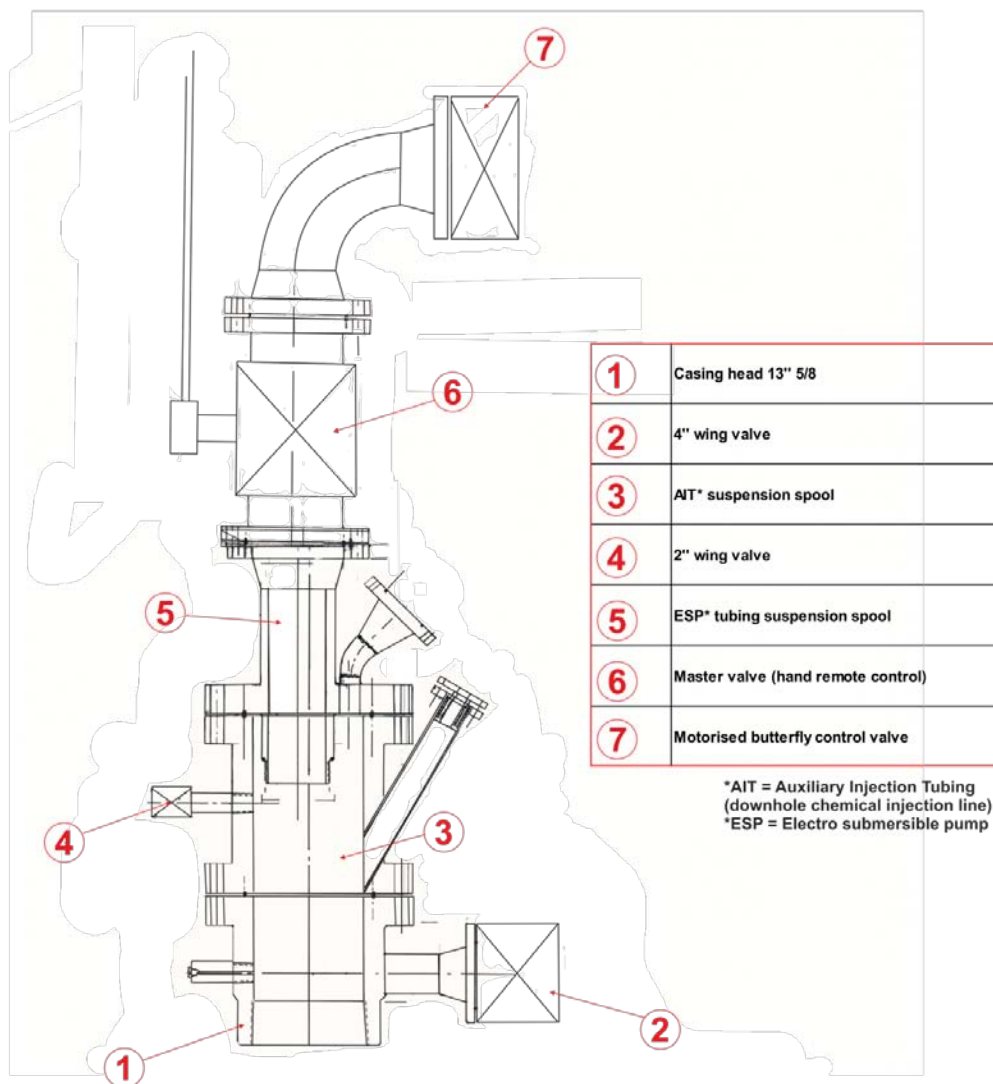 7
6
5
4
3
2
1
1 Casing head 13" 5/8
2 4" wing valve
3 AIT* suspension spool
4 2" wing valve
5 ESP* tubing suspension spool
6 Master valve (hand remote control)
7 Motorised butterfly control valve
*AIT = Auxiliary Injection Tubing
(downhole chemical injection line)
*ESP = Electro submersible pump